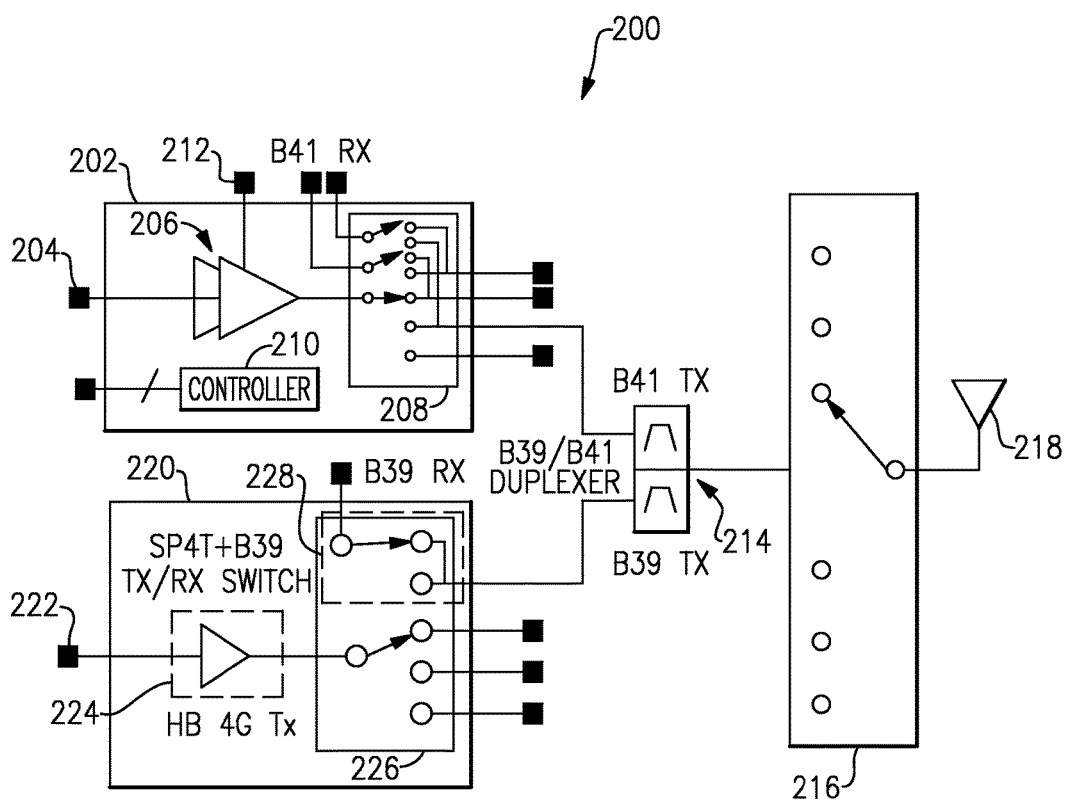 200
202
212
B41 RX
206
204
210
CONTROLLER
208
B41 TX
B39/B41
DUPLEXER
218
220
228
B39 RX
214
SP4T+B39
TX/RX SWITCH
B39 TX
222
224
HB 4G Tx
226
216